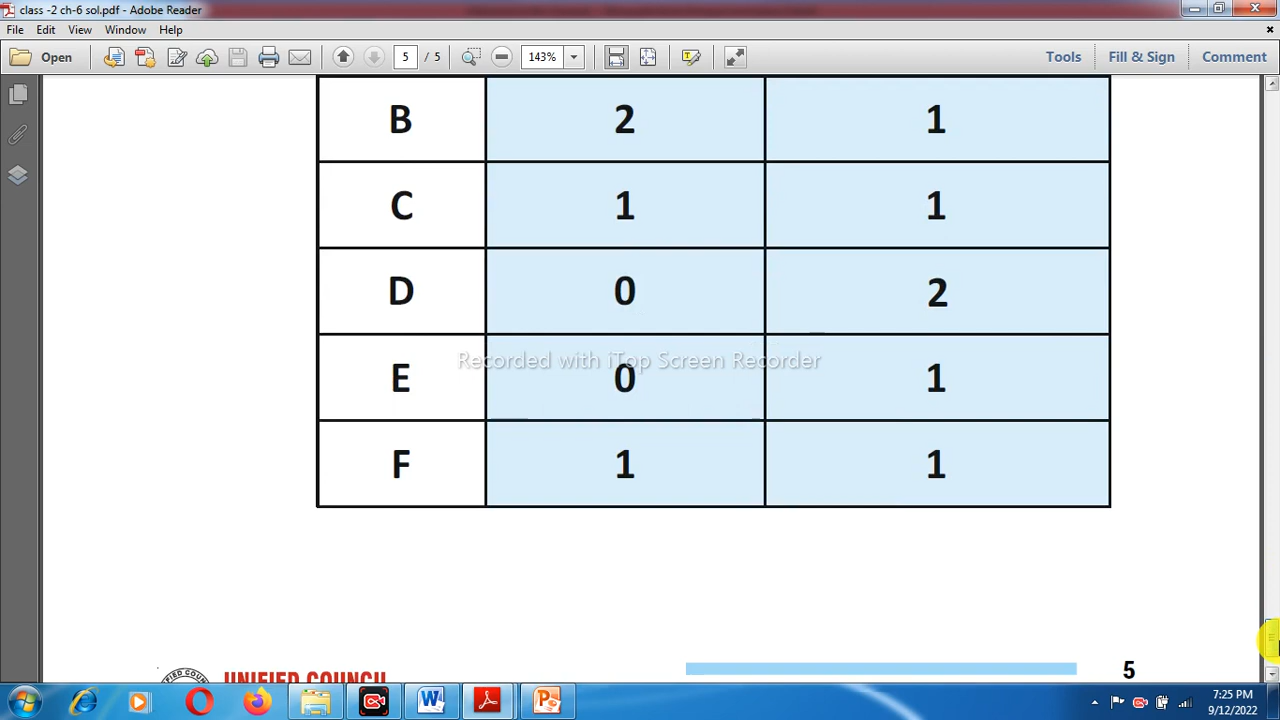 class -2 ch-6 sol.pdf - Adobe Reader
File Edit View Window Help
Open 5 / 5 143% Tools Fill & Sign Comment
B 2 1
C 1 1
D 0 2
E 0 1
F 1 1
Recorded with iTop Screen Recorder
UNIFIED COUNCIL
5
7:25 PM
9/12/2022